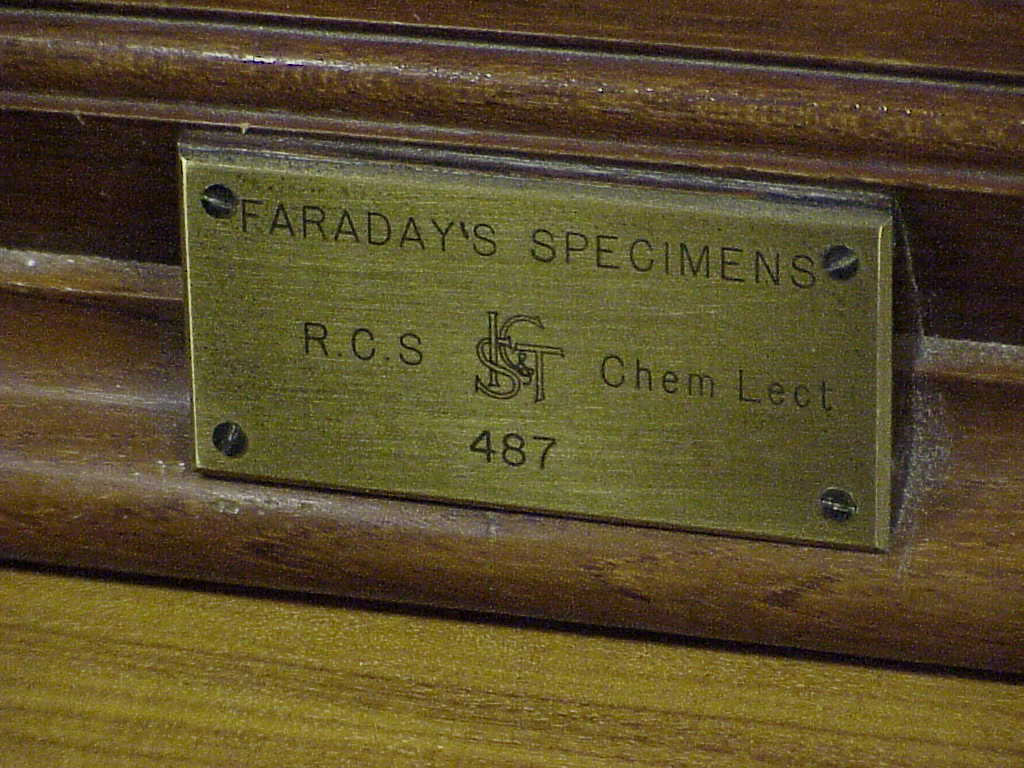 FARADAY'S SPECIMENS
R.C.S Chem Lect
487